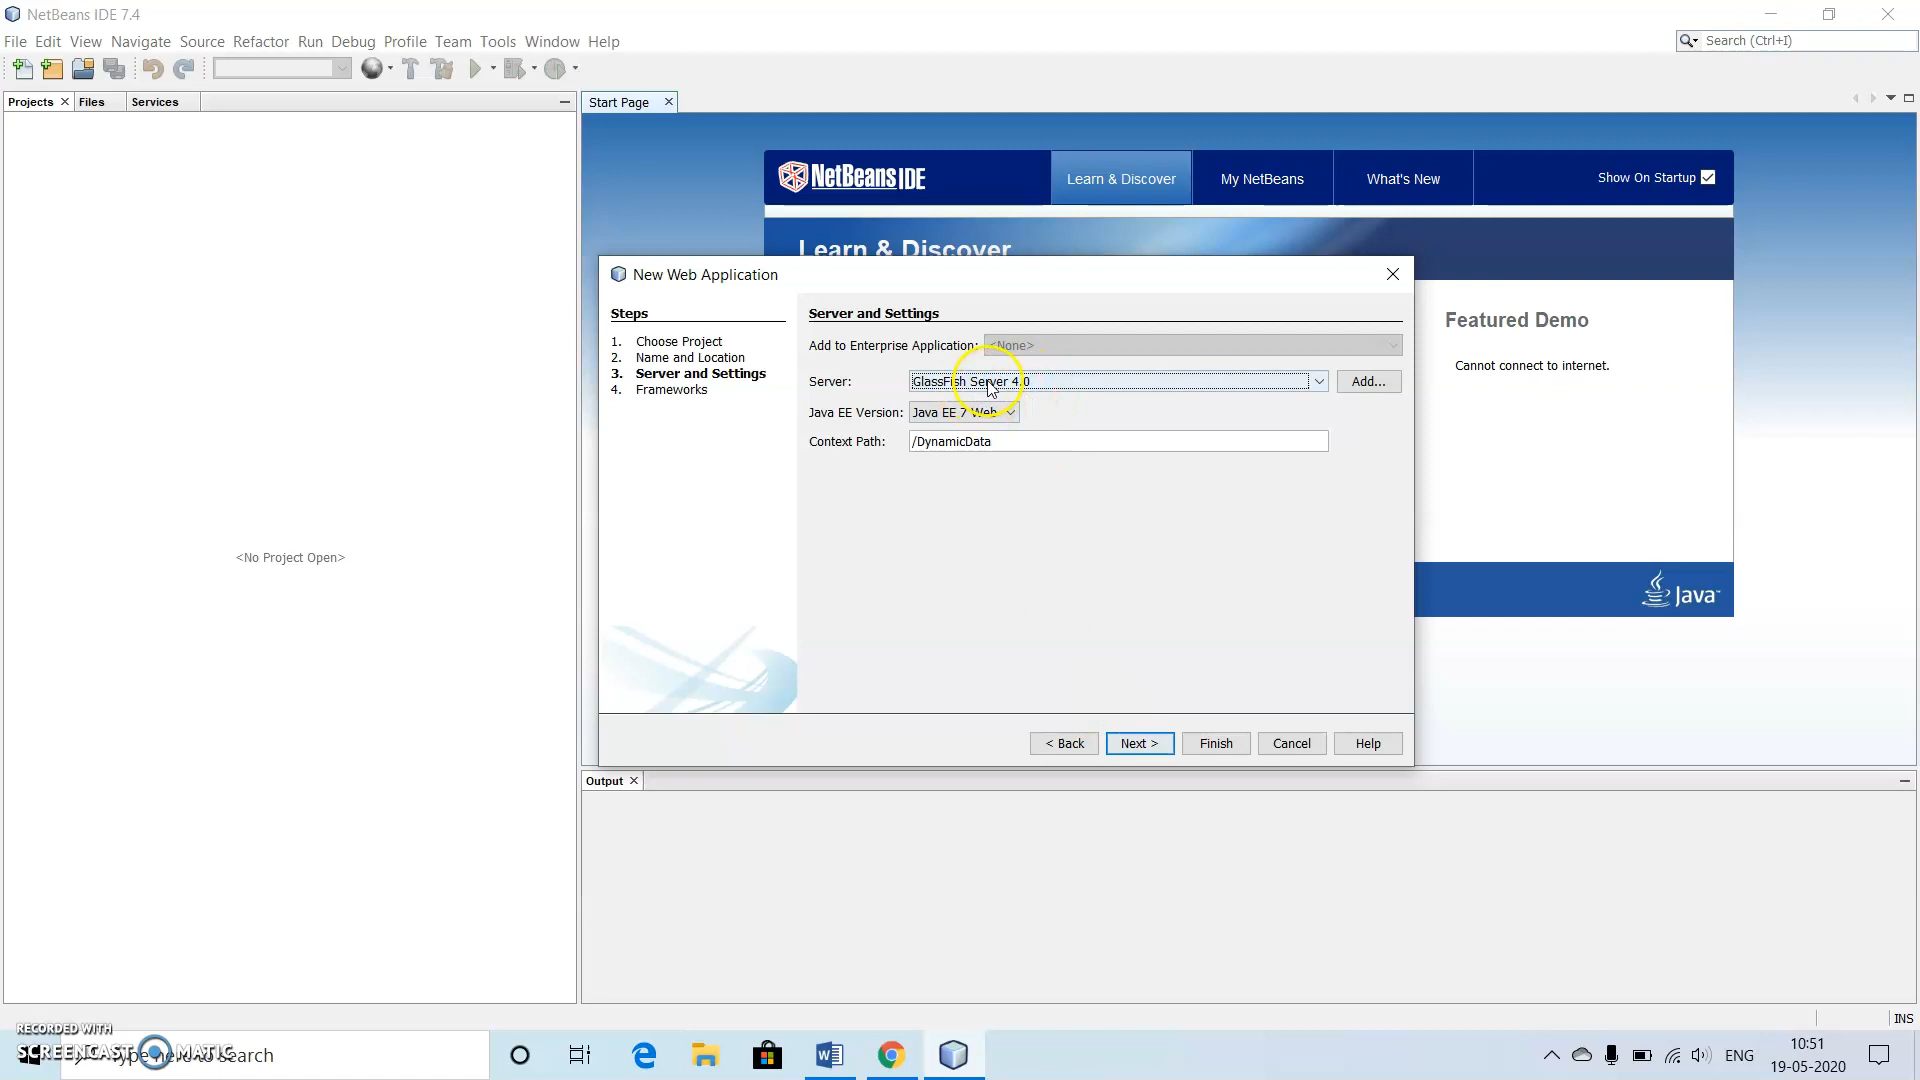 NetBeans IDE 7.4
File Edit View Navigate Source Refactor Run Debug Profile Team Tools Window Help
Search (Ctrl+I)
Projects Files Services
Start Page
NetBeans IDE
Learn & Discover
My NetBeans
What's New
Show On Startup
Learn & Discover
New Web Application
Steps
1. Choose Project
2. Name and Location
3. Server and Settings
4. Frameworks
Server and Settings
Add to Enterprise Application: <None>
Server: GlassFish Server 4.0 Add...
Java EE Version: Java EE 7 Web
Context Path: /DynamicData
< Back Next > Finish Cancel Help
Featured Demo
Cannot connect to internet.
Java
<No Project Open>
Output
INS
RECORDED WITH
SCREENCAST MATIC
Type here to search
ENG
10:51
19-05-2020